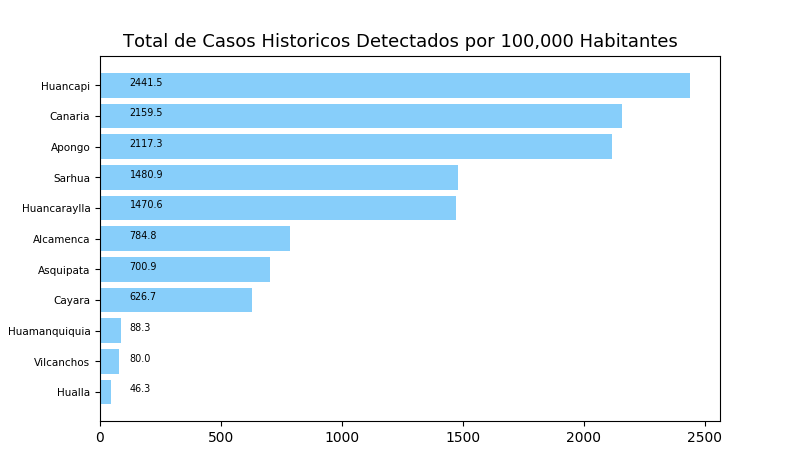 Total de Casos Historicos Detectados por 100,000 Habitantes
Huancapi 2441.5
Canaria 2159.5
Apongo 2117.3
Sarhua 1480.9
Huancaraylla 1470.6
Alcamenca 784.8
Asquipata 700.9
Cayara 626.7
Huamanquiquia 88.3
Vilcanchos 80.0
Hualla 46.3
0 500 1000 1500 2000 2500